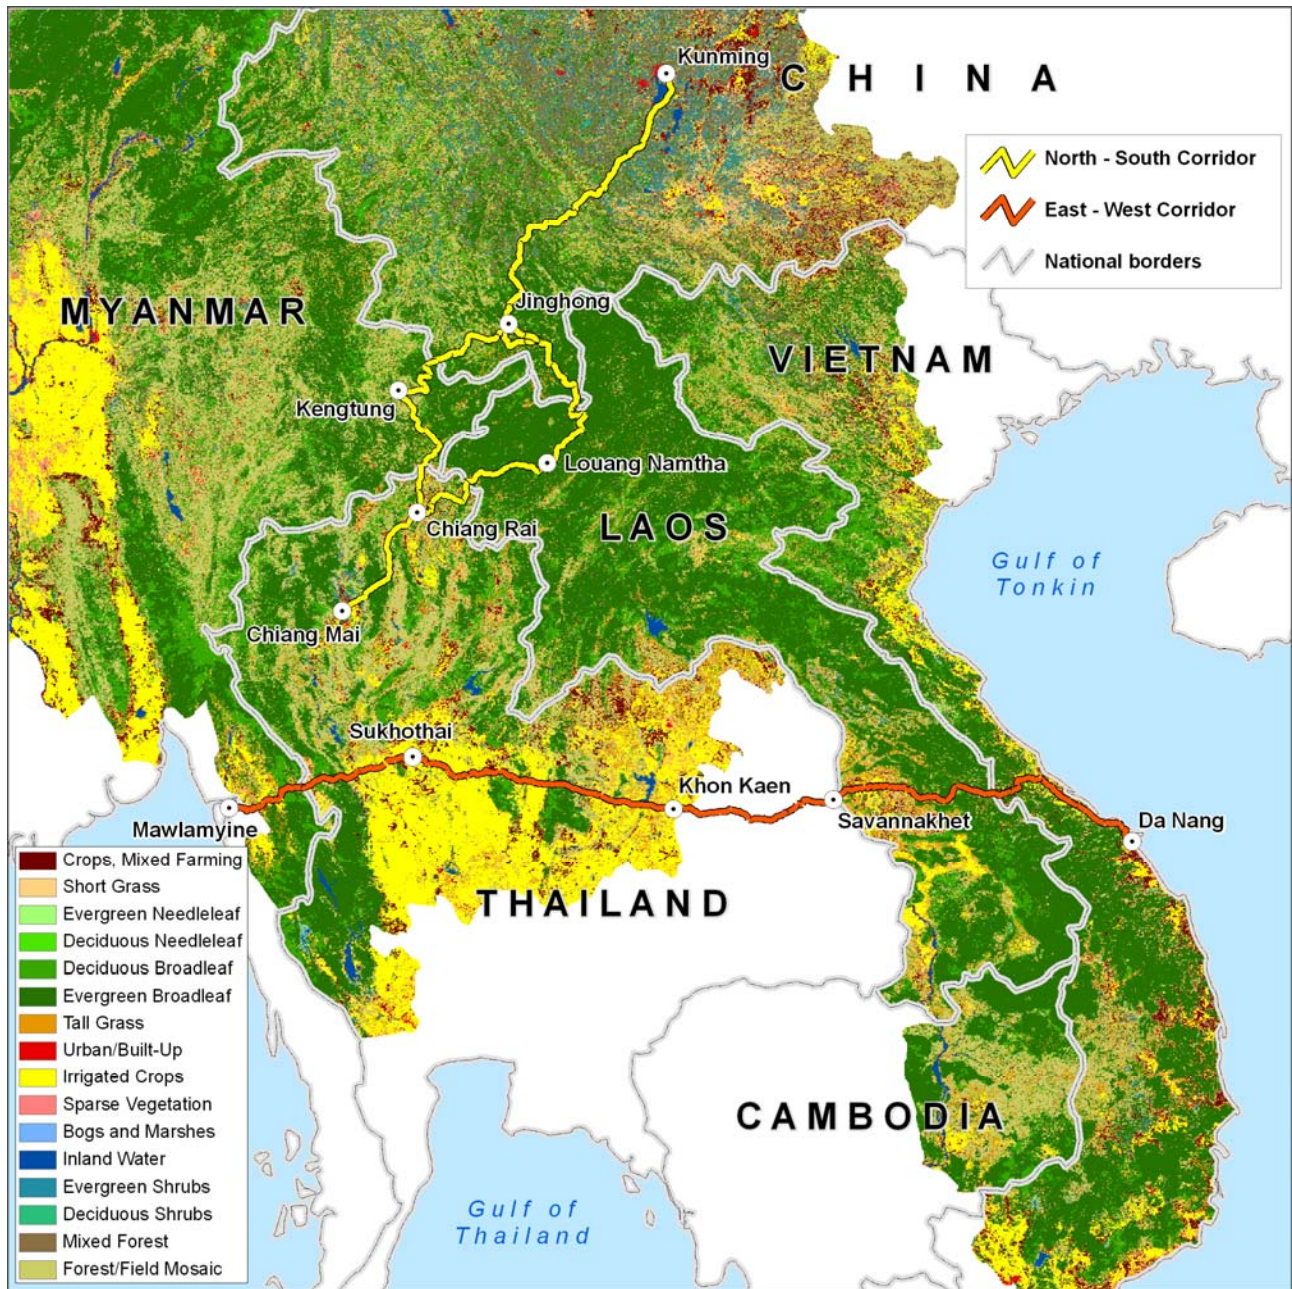 Kunming
C H I N A
North - South Corridor
East - West Corridor
National borders
Jinghong
MYANMAR
VIETNAM
Kengtung
Louang Namtha
Chiang Rai
LAOS
Gulf of
Tonkin
Chiang Mai
Sukhothai
Khon Kaen
Mawlamyine
Savannakhet
Da Nang
THAILAND
CAMBODIA
Gulf of
Thailand
Crops, Mixed Farming
Short Grass
Evergreen Needleleaf
Deciduous Needleleaf
Deciduous Broadleaf
Evergreen Broadleaf
Tall Grass
Urban/Built-Up
Irrigated Crops
Sparse Vegetation
Bogs and Marshes
Inland Water
Evergreen Shrubs
Deciduous Shrubs
Mixed Forest
Forest/Field Mosaic